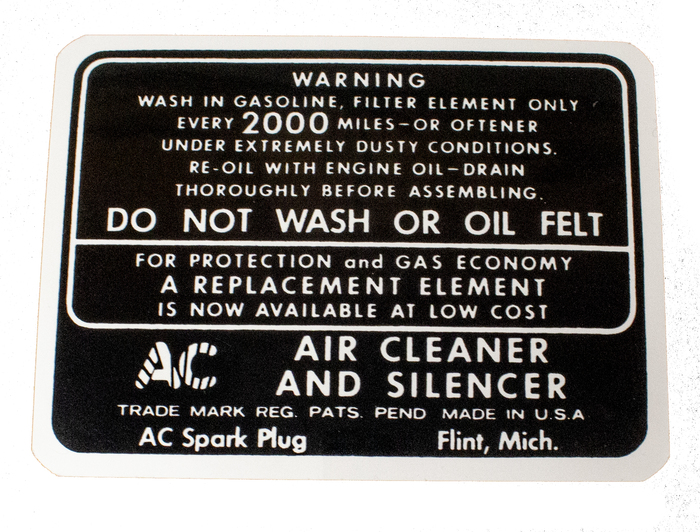 WARNING
WASH IN GASOLINE, FILTER ELEMENT ONLY
EVERY 2000 MILES–OR OFTENER
UNDER EXTREMELY DUSTY CONDITIONS.
RE-OIL WITH ENGINE OIL–DRAIN
THOROUGHLY BEFORE ASSEMBLING.
DO NOT WASH OR OIL FELT
FOR PROTECTION and GAS ECONOMY
A REPLACEMENT ELEMENT
IS NOW AVAILABLE AT LOW COST
AC
AIR CLEANER
AND SILENCER
TRADE MARK REG. PATS. PEND MADE IN U.S.A
AC Spark Plug Flint, Mich.